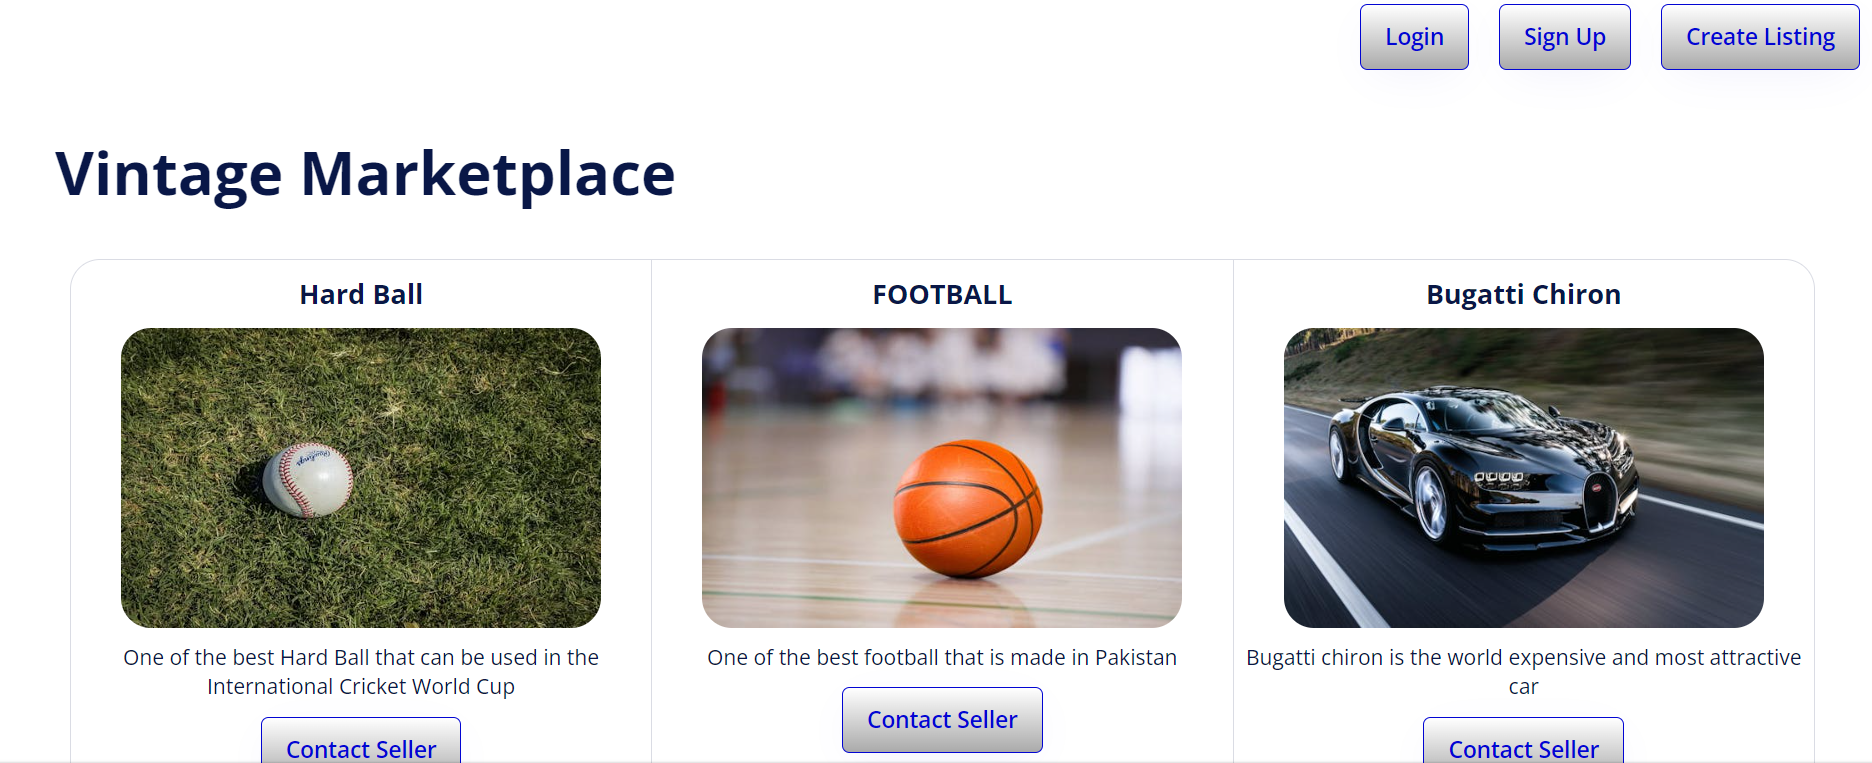 Login Sign Up Create Listing
Vintage Marketplace
Hard Ball
Rawlings
One of the best Hard Ball that can be used in the
International Cricket World Cup
Contact Seller
FOOTBALL
One of the best football that is made in Pakistan
Contact Seller
Bugatti Chiron
Bugatti chiron is the world expensive and most attractive
car
Contact Seller